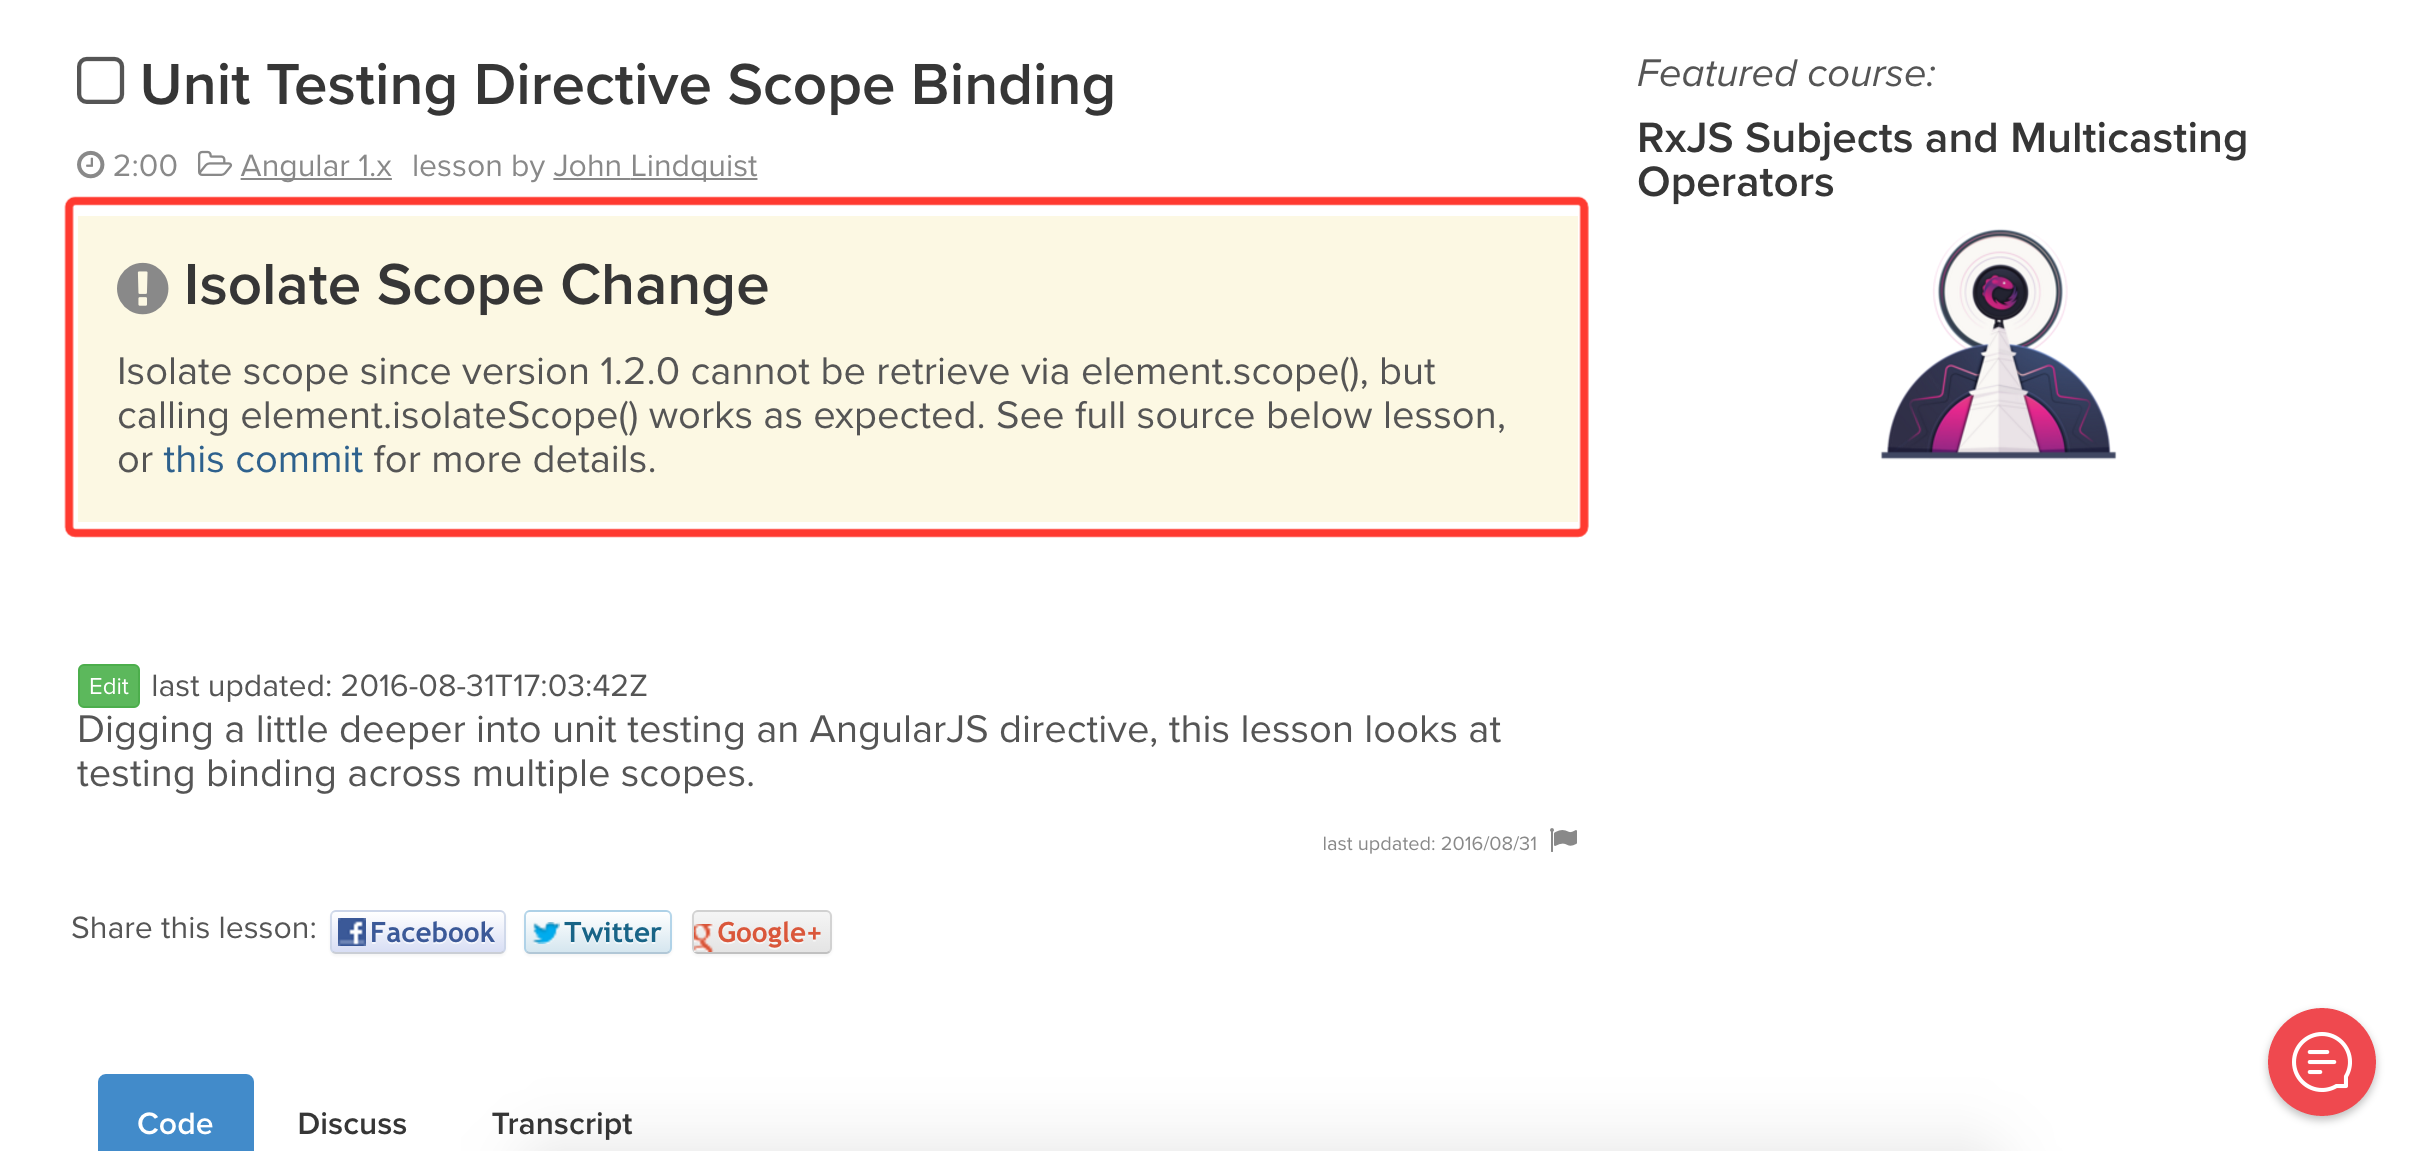 Unit Testing Directive Scope Binding
2:00 Angular 1.x lesson by John Lindquist
Isolate Scope Change
Isolate scope since version 1.2.0 cannot be retrieve via element.scope(), but
calling element.isolateScope() works as expected. See full source below lesson,
or this commit for more details.
Edit last updated: 2016-08-31T17:03:42Z
Digging a little deeper into unit testing an AngularJS directive, this lesson looks at
testing binding across multiple scopes.
last updated: 2016/08/31
Share this lesson: Facebook Twitter Google+
Code Discuss Transcript
Featured course:
RxJS Subjects and Multicasting
Operators